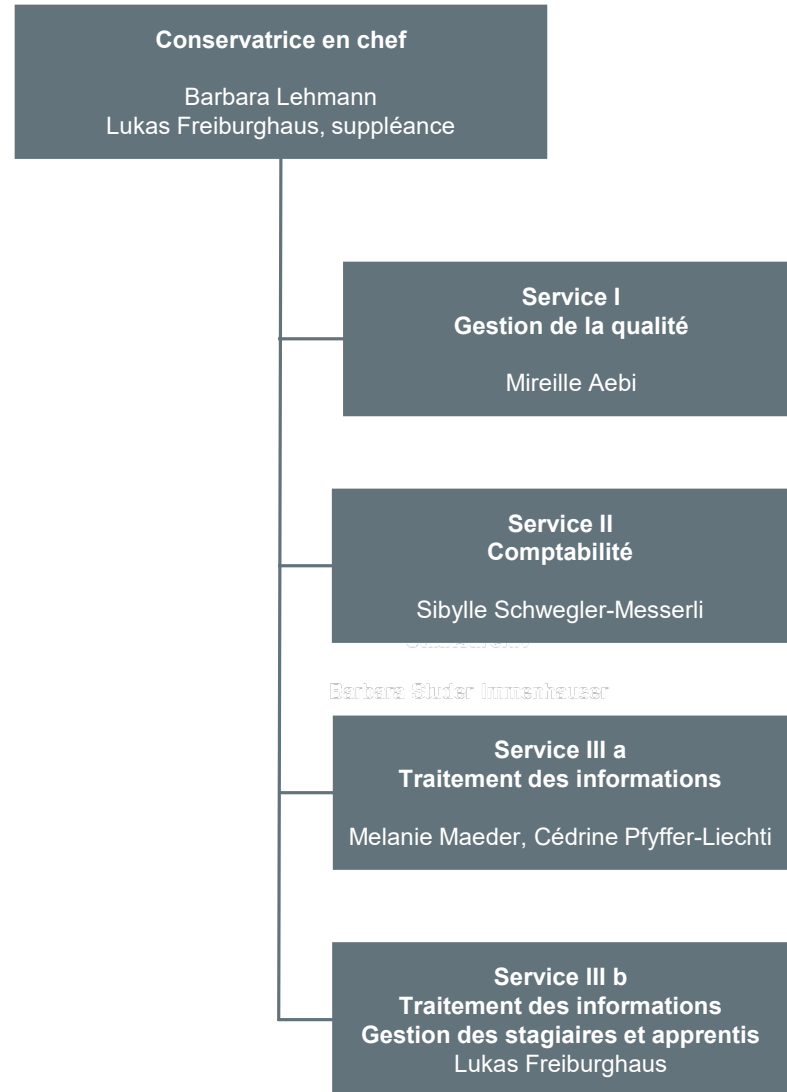 Conservatrice en chef
Barbara Lehmann
Lukas Freiburghaus, suppléance
Service I
Gestion de la qualité
Mireille Aebi
Service II
Comptabilité
Sibylle Schwegler-Messerli
Barbara Studer Immenhauser
Service III a
Traitement des informations
Melanie Maeder, Cédrine Pfyffer-Liechti
Service III b
Traitement des informations
Gestion des stagiaires et apprentis
Lukas Freiburghaus